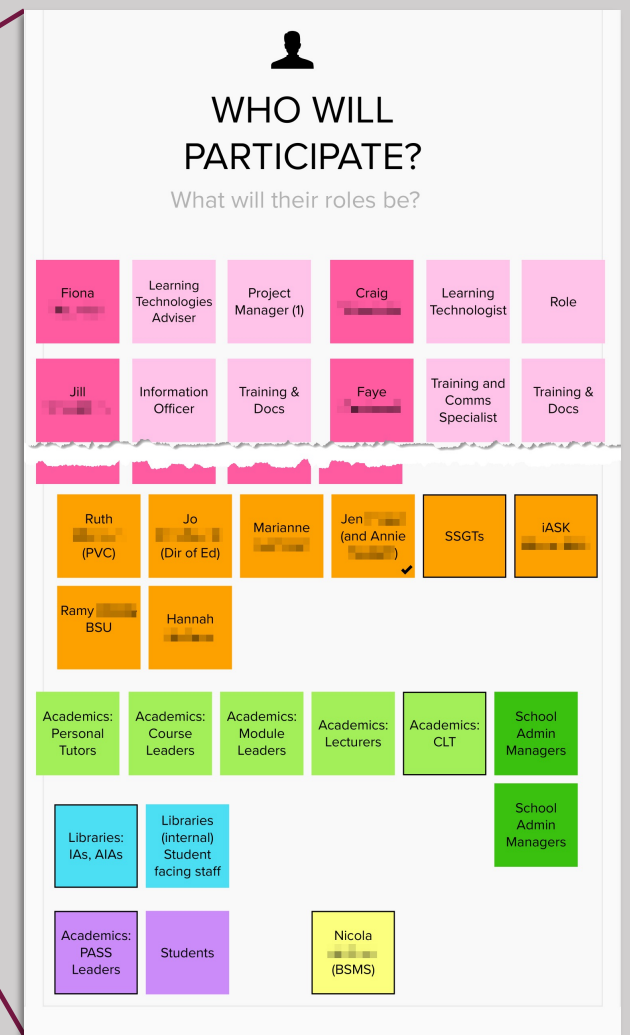 WHO WILL
PARTICIPATE?
What will their roles be?
Fiona
Learning
Technologies
Adviser
Project
Manager (1)
Craig
Learning
Technologist
Role
Jill
Information
Officer
Training &
Docs
Faye
Training and
Comms
Specialist
Training &
Docs
Ruth
(PVC)
Jo
(Dir of Ed)
Marianne
Jen
(and Annie
)
SSGTs
iASK
Ramy
BSU
Hannah
Academics:
Personal
Tutors
Academics:
Course
Leaders
Academics:
Module
Leaders
Academics:
Lecturers
Academics:
CLT
School
Admin
Managers
School
Admin
Managers
Libraries:
IAs, AIAs
Libraries
(internal)
Student
facing staff
Academics:
PASS
Leaders
Students
Nicola
(BSMS)